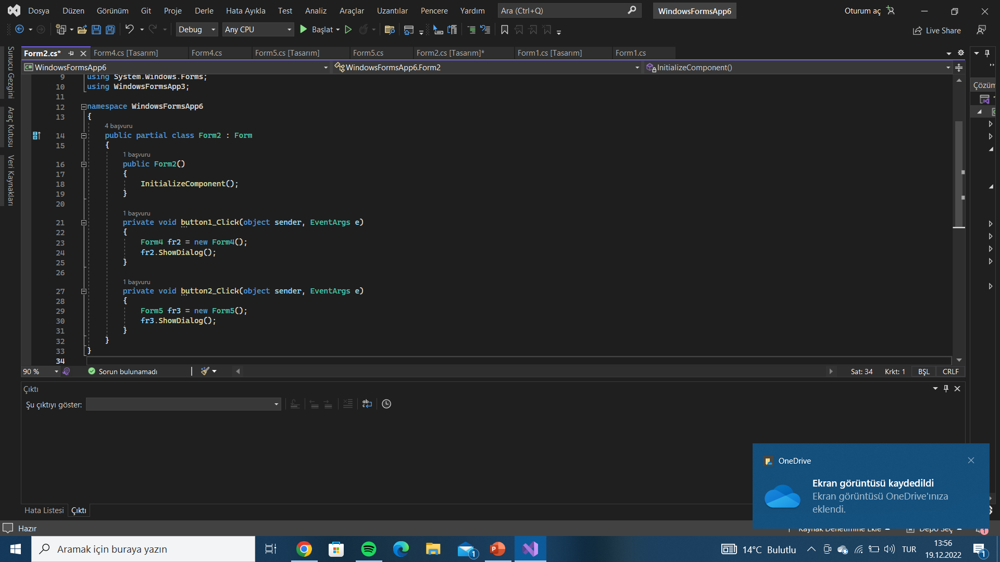 Dosya Düzen Görünüm Git Proje Derle Hata Ayıkla Test Analiz Araçlar Uzantılar Pencere Yardım Ara (Ctrl+Q) WindowsFormsApp6 Oturum aç
Debug Any CPU Başlat Live Share
Sunucu Gezgini
Araç Kutusu
Veri Kaynakları
Form2.cs* Form4.cs [Tasarım] Form4.cs Form5.cs [Tasarım] Form5.cs Form2.cs [Tasarım]* Form1.cs [Tasarım] Form1.cs
WindowsFormsApp6 WindowsFormsApp6.Form2 InitializeComponent()
Çözüm
9 using System.Windows.Forms;
10 using WindowsFormsApp3;
11
12 namespace WindowsFormsApp6
13 {
4 başvuru
14 public partial class Form2 : Form
15 {
1 başvuru
16 public Form2()
17 {
18 InitializeComponent();
19 }
20
1 başvuru
21 private void button1_Click(object sender, EventArgs e)
22 {
23 Form4 fr2 = new Form4();
24 fr2.ShowDialog();
25 }
26
1 başvuru
27 private void button2_Click(object sender, EventArgs e)
28 {
29 Form5 fr3 = new Form5();
30 fr3.ShowDialog();
31 }
32 }
33 }
34
90 % Sorun bulunamadı Sat: 34 Krkt: 1 BŞL CRLF
Çıktı
Şu çıktıyı göster:
OneDrive
Ekran görüntüsü kaydedildi
Ekran görüntüsü OneDrive'ınıza
eklendi.
Hata Listesi Çıktı
Hazır Kaynak Denetimine Ekle Depo Seç 1
Aramak için buraya yazın 1 14°C Bulutlu TUR 13:56
19.12.2022 1